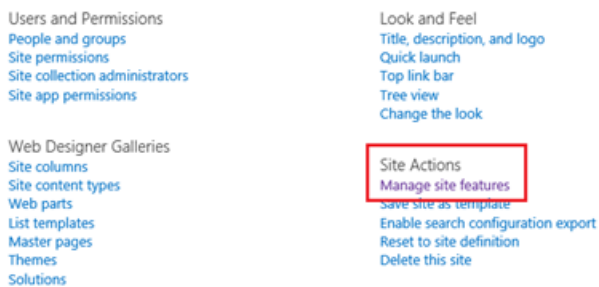 Users and Permissions
People and groups
Site permissions
Site collection administrators
Site app permissions
Look and Feel
Title, description, and logo
Quick launch
Top link bar
Tree view
Change the look
Web Designer Galleries
Site columns
Site content types
Web parts
List templates
Master pages
Themes
Solutions
Site Actions
Manage site features
Save site as template
Enable search configuration export
Reset to site definition
Delete this site